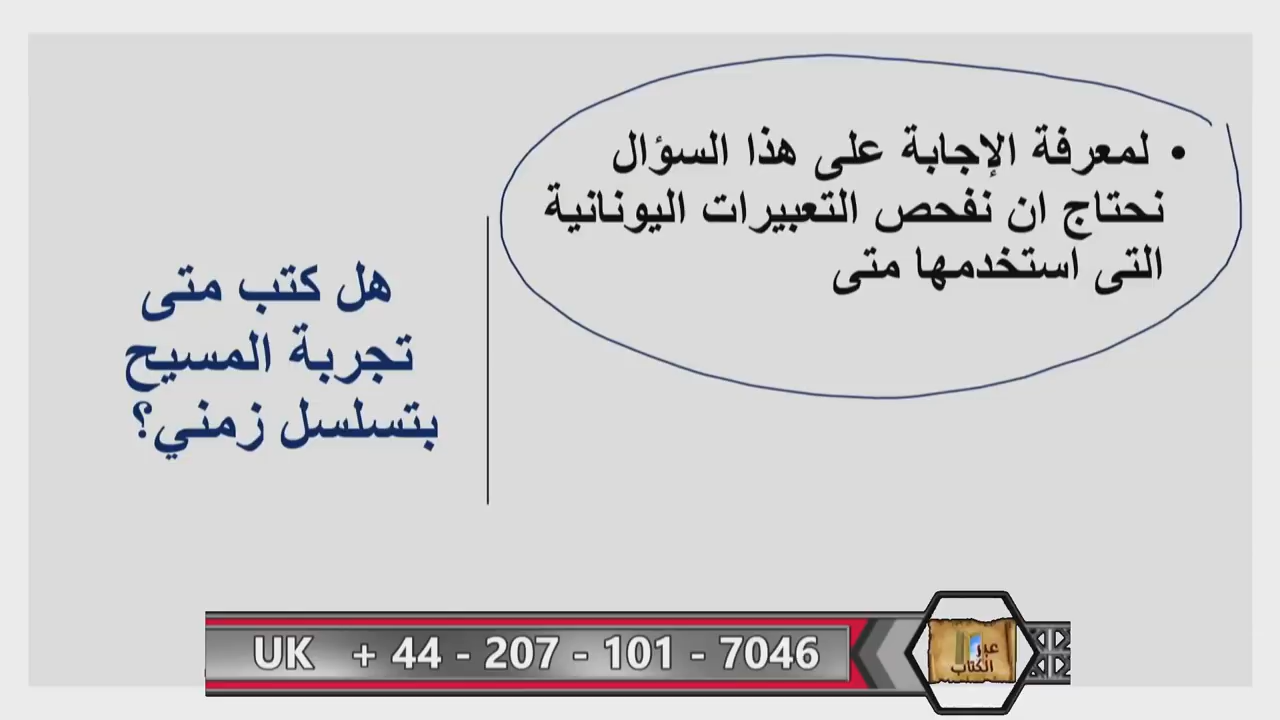 • لمعرفة الإجابة على هذا السؤال
نحتاج ان نفحص التعبيرات اليونانية
التى استخدمها متى
هل كتب متى
تجربة المسيح
بتسلسل زمني؟
UK + 44 - 207 - 101 - 7046
عبر
الكتاب